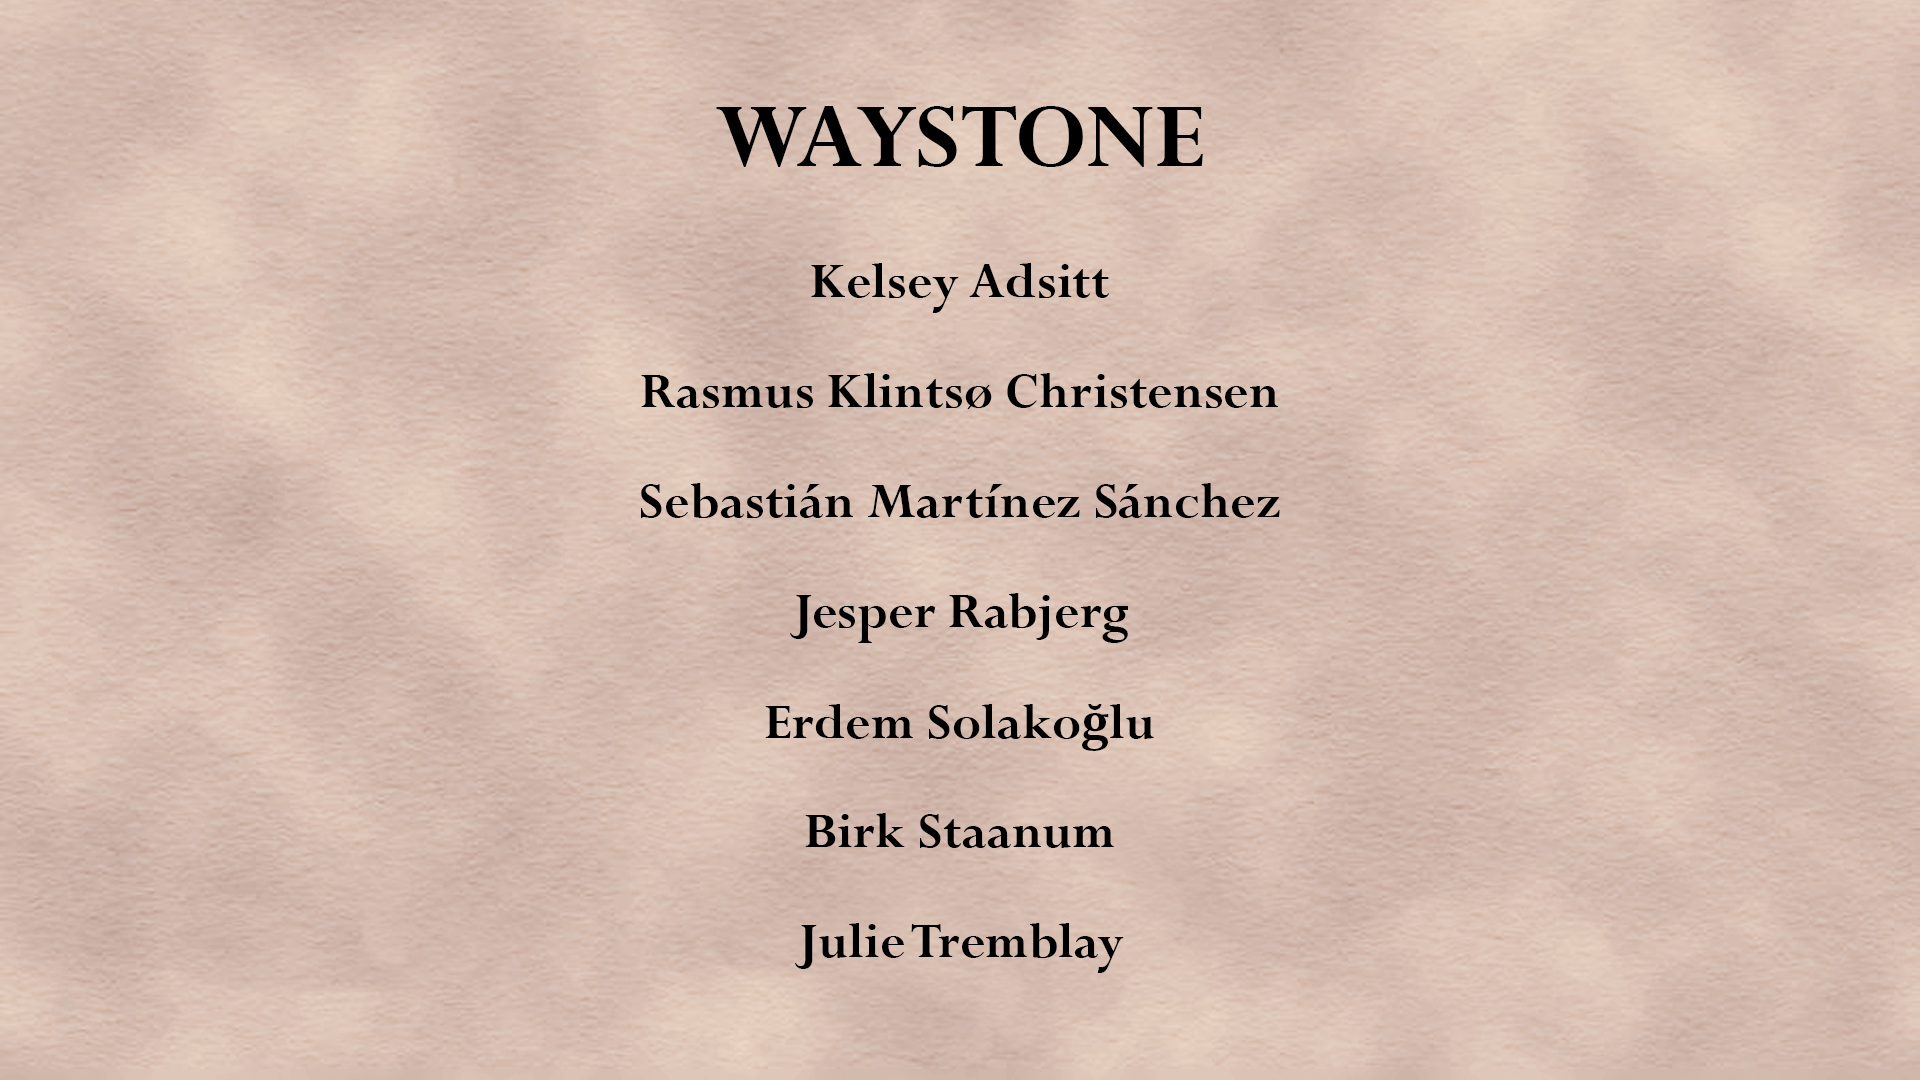 WAYSTONE
Kelsey Adsitt
Rasmus Klintsø Christensen
Sebastián Martínez Sánchez
Jesper Rabjerg
Erdem Solakoğlu
Birk Staanum
Julie Tremblay